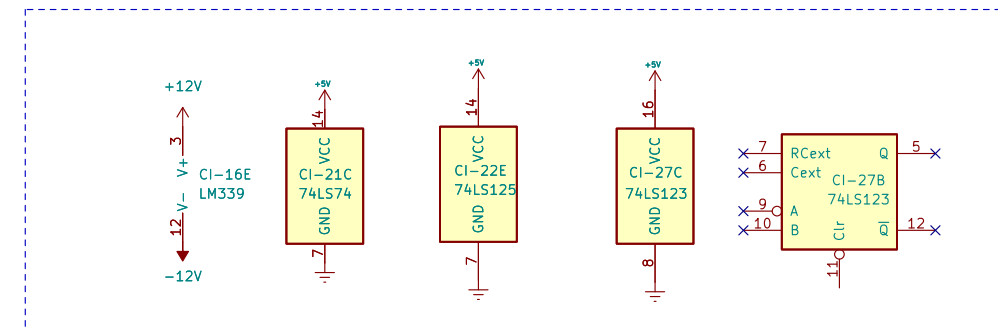 +12V
3
V+
CI-16E
LM339
V-
12
-12V
+5V
14
VCC
CI-21C
74LS74
GND
7
+5V
14
VCC
CI-22E
74LS125
GND
7
+5V
16
VCC
CI-27C
74LS123
GND
8
7 RCext Q 5
6 Cext
CI-27B
74LS123
9 A
10 B Clr Q 12
11